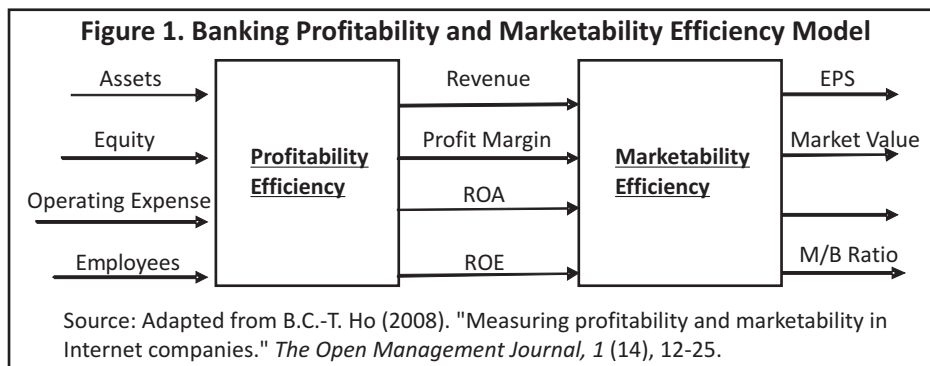 Figure 1. Banking Profitability and Marketability Efficiency Model
Assets
Equity
Operating Expense
Employees
Profitability
Efficiency
Revenue
Profit Margin
ROA
ROE
Marketability
Efficiency
EPS
Market Value
M/B Ratio
Source: Adapted from B.C.-T. Ho (2008). "Measuring profitability and marketability in
Internet companies." The Open Management Journal, 1 (14), 12-25.